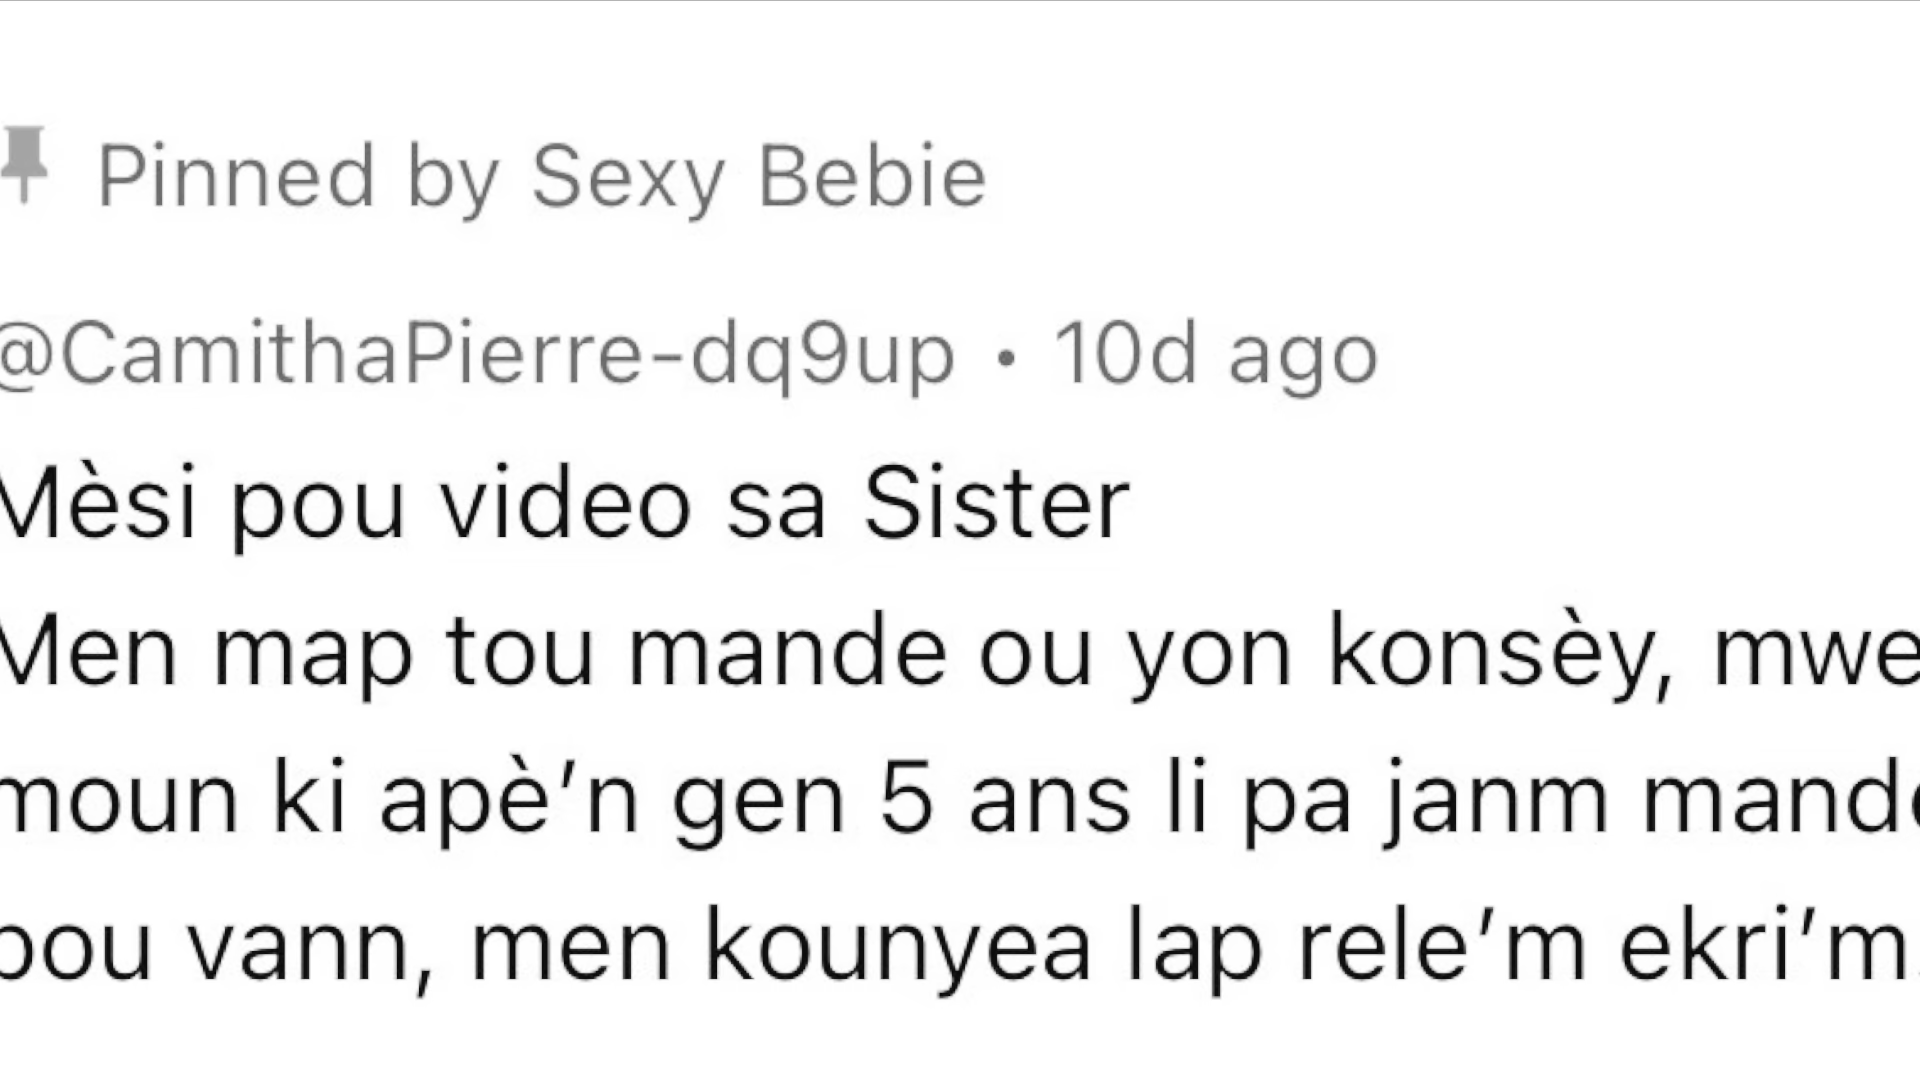 Pinned by Sexy Bebie
@CamithaPierre-dq9up • 10d ago
Mèsi pou video sa Sister
Men map tou mande ou yon konsèy, mwe
moun ki apè’n gen 5 ans li pa janm mande
pou vann, men kounyea lap rele’m ekri’m.